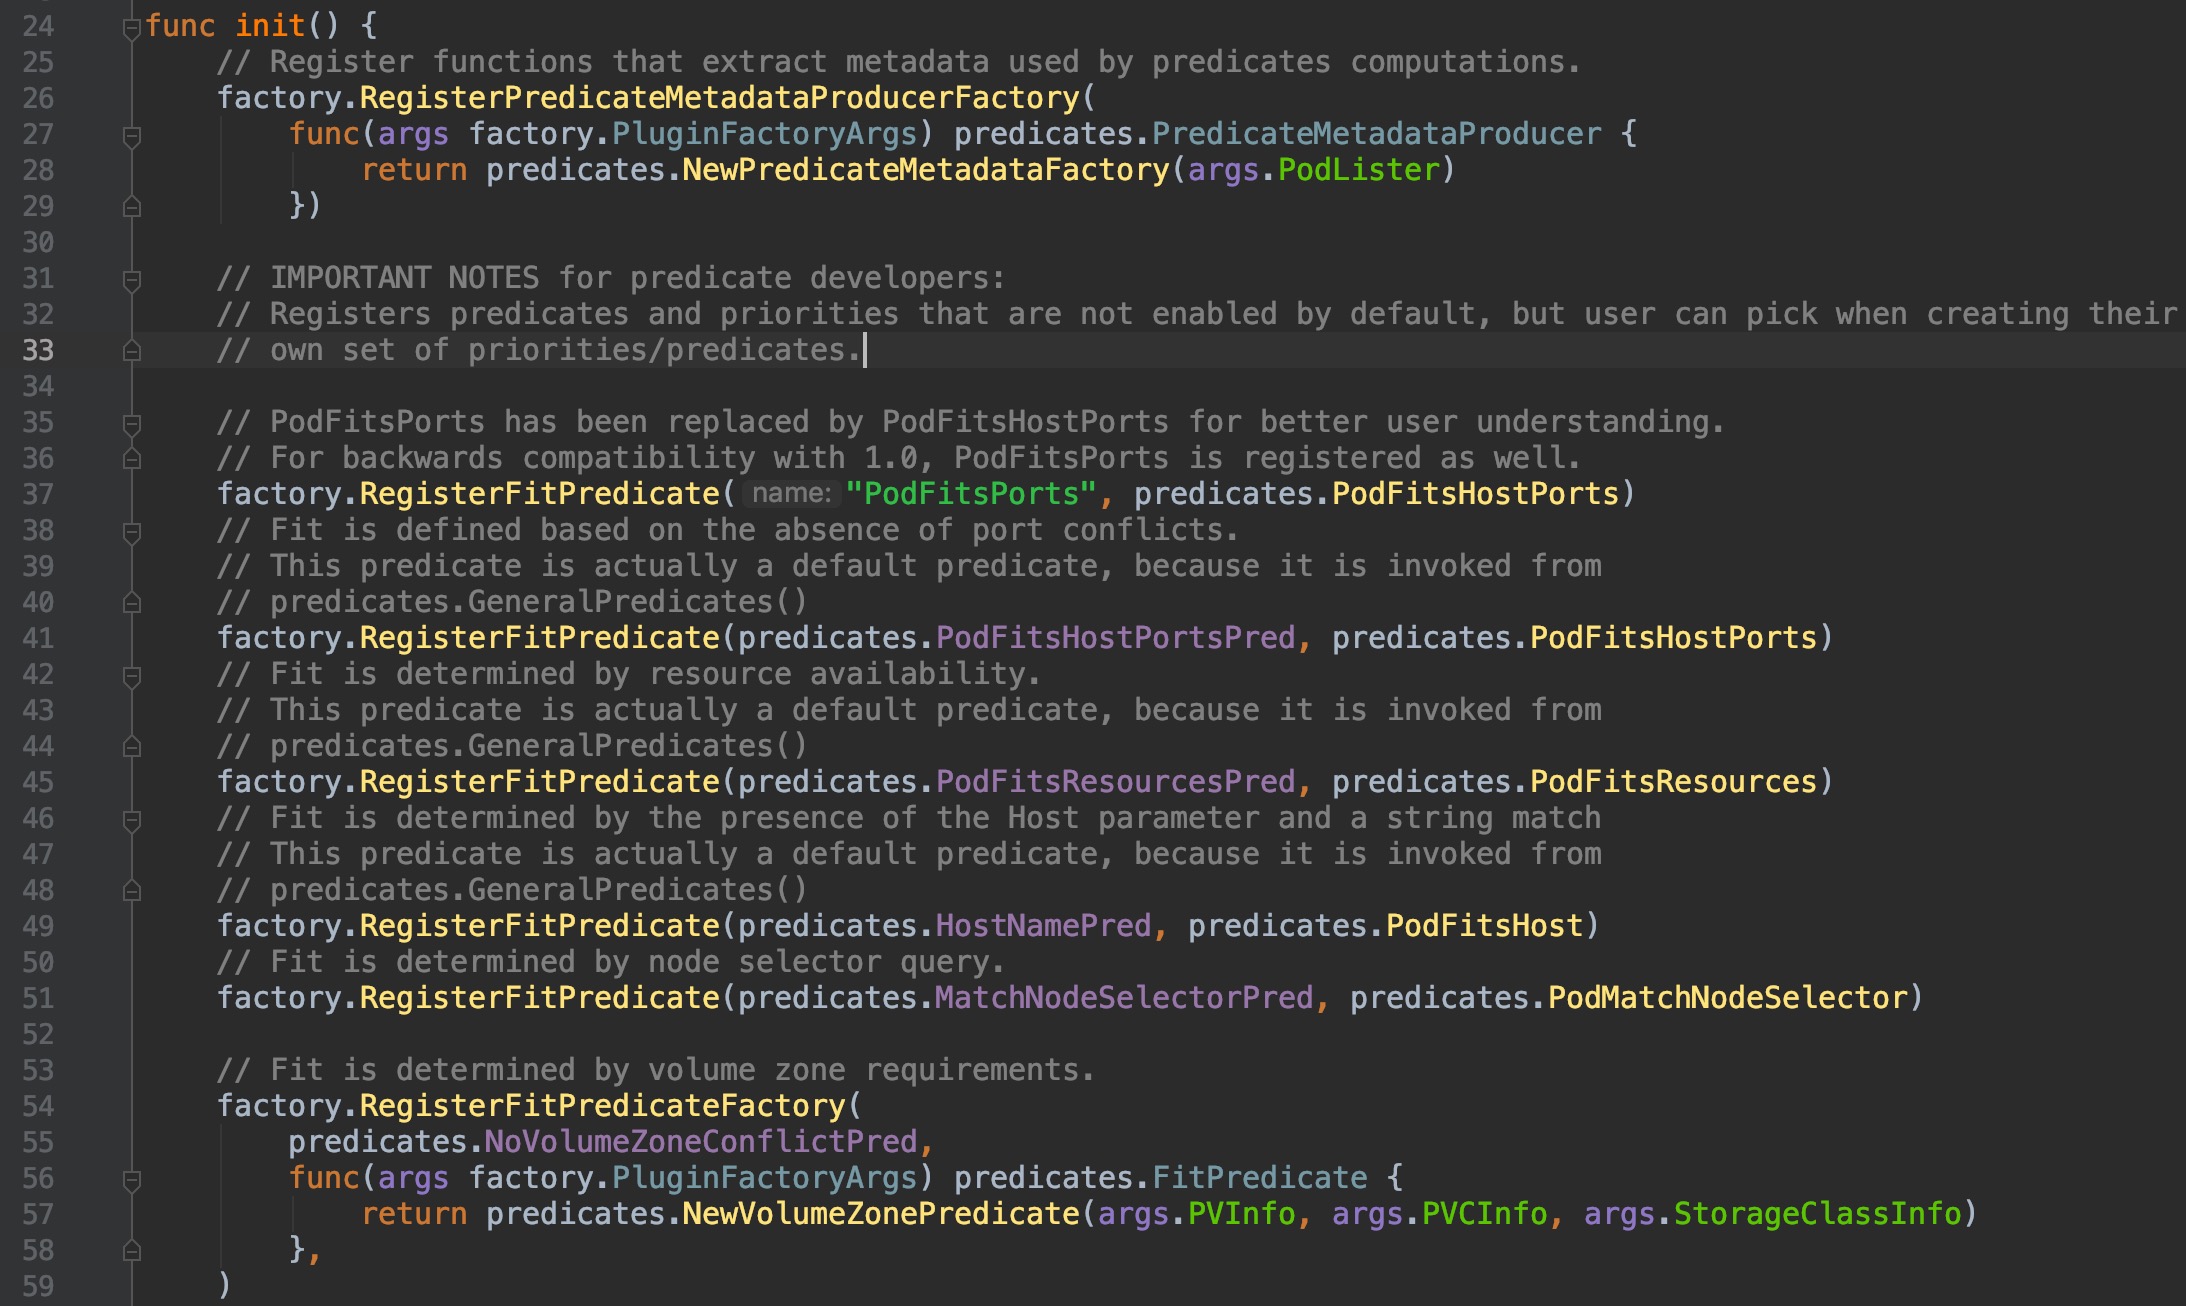 24 func init() {
25 // Register functions that extract metadata used by predicates computations.
26 factory.RegisterPredicateMetadataProducerFactory(
27 func(args factory.PluginFactoryArgs) predicates.PredicateMetadataProducer {
28 return predicates.NewPredicateMetadataFactory(args.PodLister)
29 })
30
31 // IMPORTANT NOTES for predicate developers:
32 // Registers predicates and priorities that are not enabled by default, but user can pick when creating their
33 // own set of priorities/predicates.
34
35 // PodFitsPorts has been replaced by PodFitsHostPorts for better user understanding.
36 // For backwards compatibility with 1.0, PodFitsPorts is registered as well.
37 factory.RegisterFitPredicate( name: "PodFitsPorts", predicates.PodFitsHostPorts)
38 // Fit is defined based on the absence of port conflicts.
39 // This predicate is actually a default predicate, because it is invoked from
40 // predicates.GeneralPredicates()
41 factory.RegisterFitPredicate(predicates.PodFitsHostPortsPred, predicates.PodFitsHostPorts)
42 // Fit is determined by resource availability.
43 // This predicate is actually a default predicate, because it is invoked from
44 // predicates.GeneralPredicates()
45 factory.RegisterFitPredicate(predicates.PodFitsResourcesPred, predicates.PodFitsResources)
46 // Fit is determined by the presence of the Host parameter and a string match
47 // This predicate is actually a default predicate, because it is invoked from
48 // predicates.GeneralPredicates()
49 factory.RegisterFitPredicate(predicates.HostNamePred, predicates.PodFitsHost)
50 // Fit is determined by node selector query.
51 factory.RegisterFitPredicate(predicates.MatchNodeSelectorPred, predicates.PodMatchNodeSelector)
52
53 // Fit is determined by volume zone requirements.
54 factory.RegisterFitPredicateFactory(
55 predicates.NoVolumeZoneConflictPred,
56 func(args factory.PluginFactoryArgs) predicates.FitPredicate {
57 return predicates.NewVolumeZonePredicate(args.PVInfo, args.PVCInfo, args.StorageClassInfo)
58 },
59 )